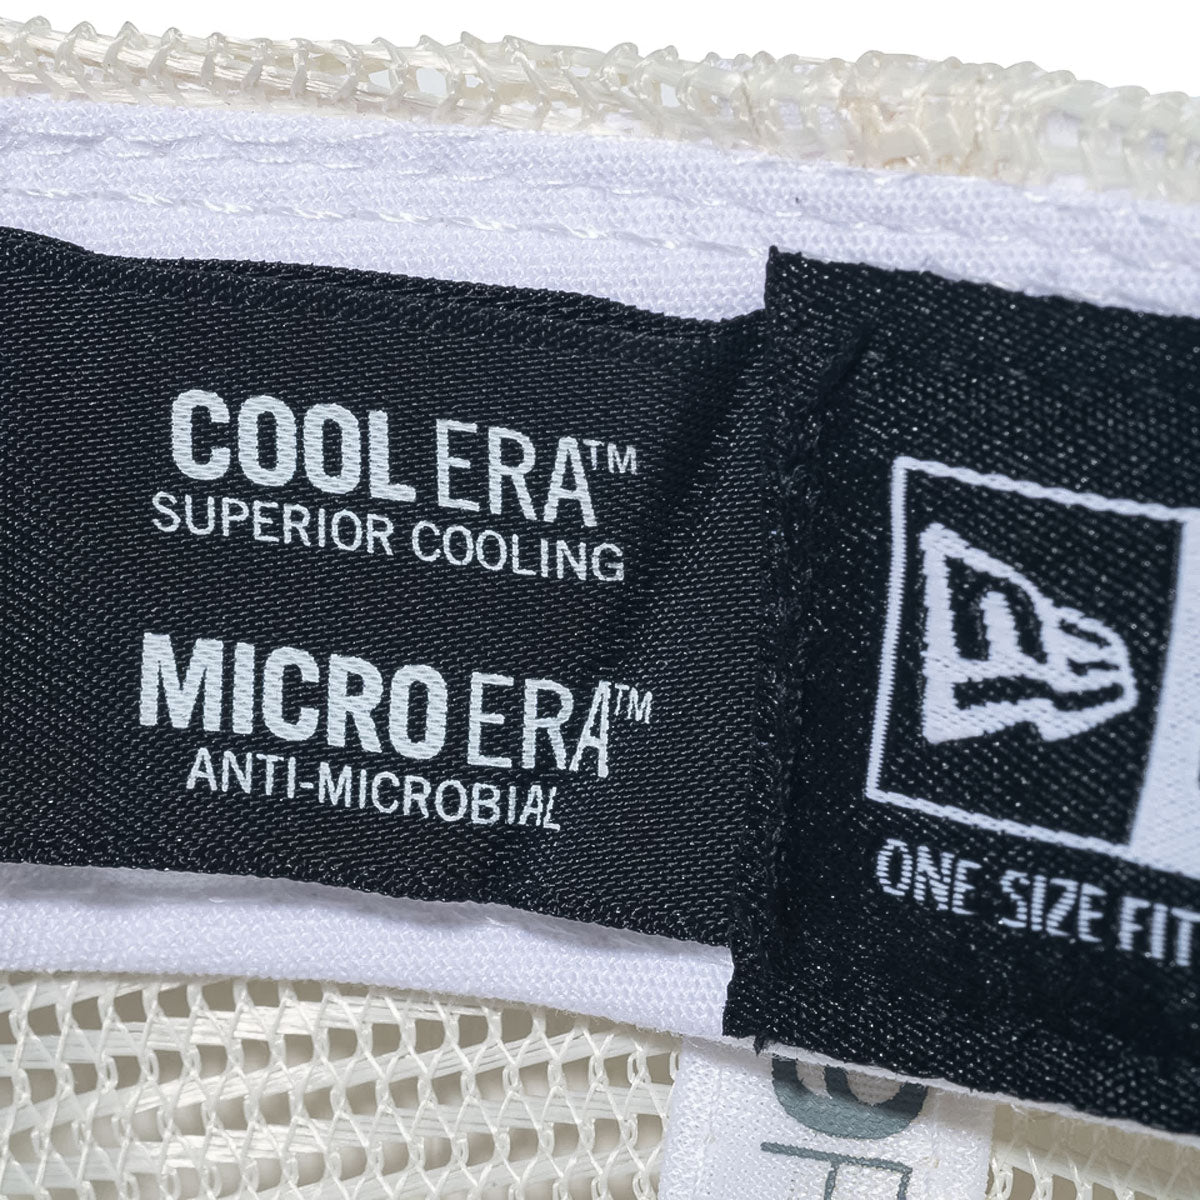 COOL ERA™
SUPERIOR COOLING
MICRO ERA™
ANTI-MICROBIAL
ONE SIZE FIT